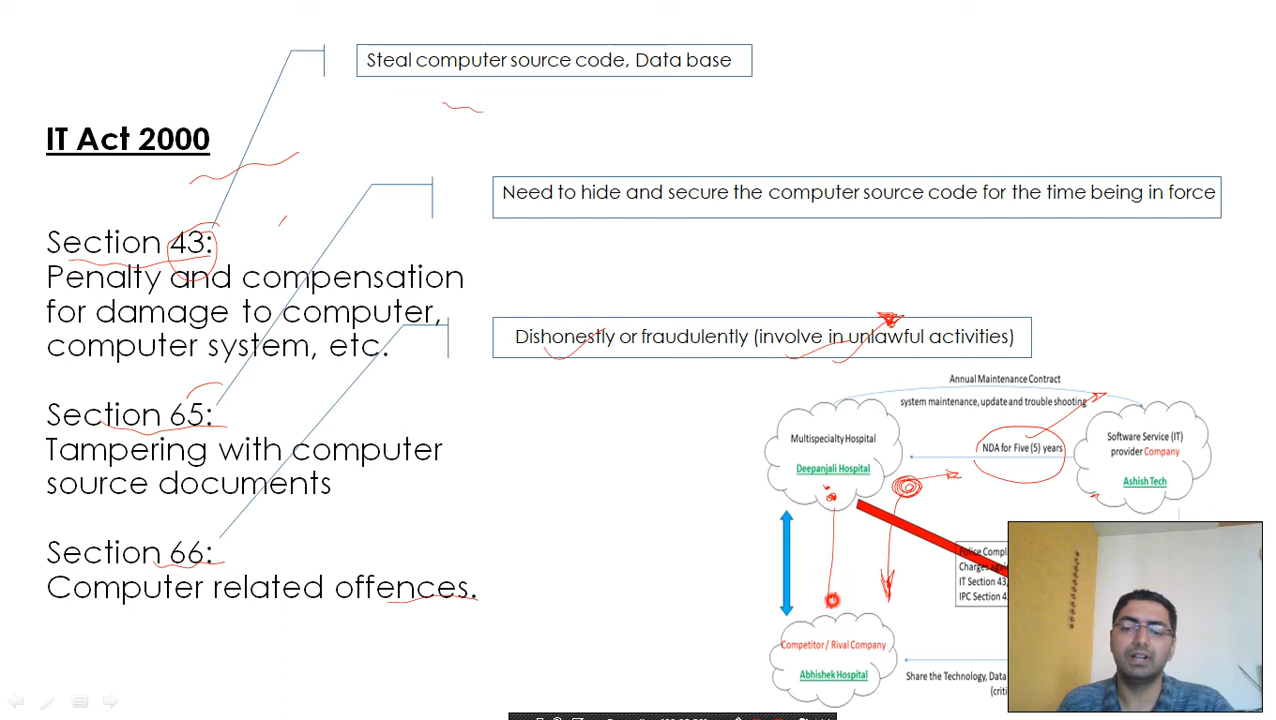 Steal computer source code, Data base
IT Act 2000
Need to hide and secure the computer source code for the time being in force
Section 43:
Penalty and compensation
for damage to computer,
computer system, etc.
Dishonestly or fraudulently (involve in unlawful activities)
Section 65:
Tampering with computer
source documents
Section 66:
Computer related offences.
Annual Maintenance Contract
system maintenance, update and trouble shooting
Multispecialty Hospital
Deepanjali Hospital
NDA for Five (5) years
Software Service (IT)
provider Company
Ashish Tech
Police Compl
Charges agai
IT Section 43,
IPC Section 4
Competitor / Rival Company
Abhishek Hospital
Share the Technology, Data
(criti